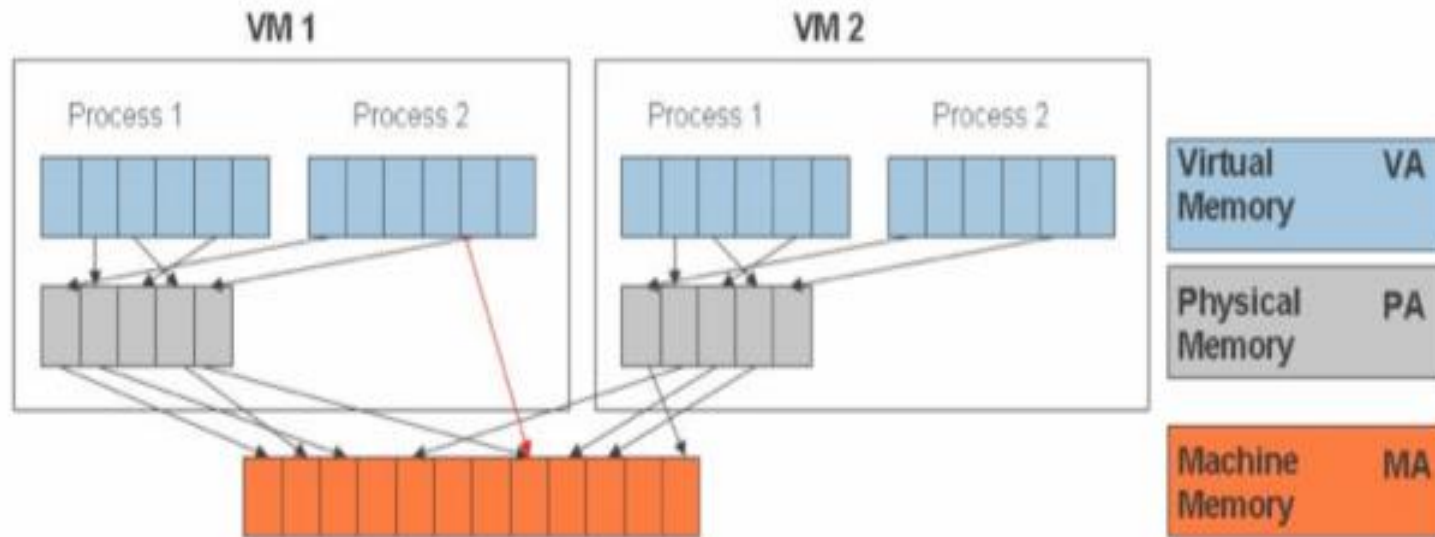 VM 1
VM 2
Process 1
Process 2
Process 1
Process 2
Virtual VA
Memory
Physical PA
Memory
Machine MA
Memory